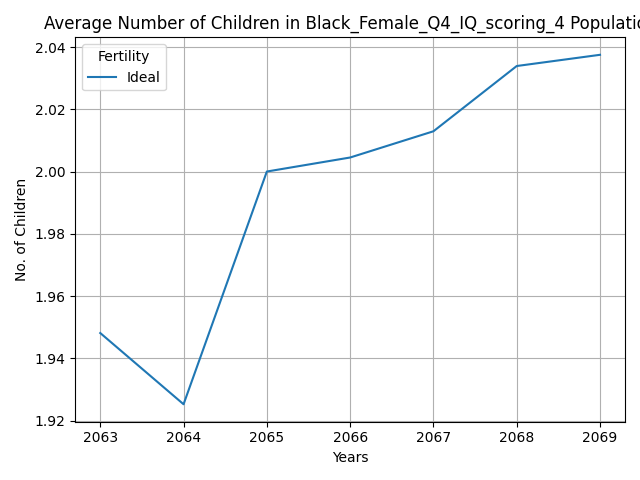 Average Number of Children in Black_Female_Q4_IQ_scoring_4 Populatio
Fertility
Ideal
2.04
2.02
2.00
1.98
1.96
1.94
1.92
No. of Children
2063 2064 2065 2066 2067 2068 2069
Years